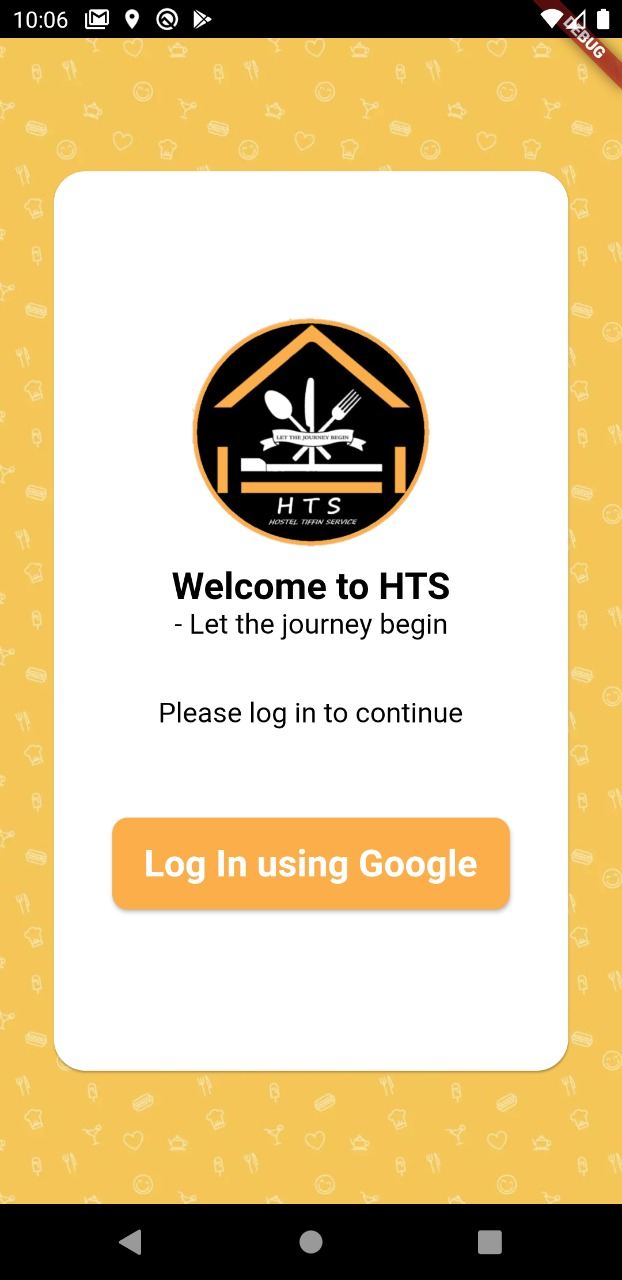 10:06
DEBUG
LET THE JOURNEY BEGIN
HTS
HOSTEL TIFFIN SERVICE
Welcome to HTS
- Let the journey begin
Please log in to continue
Log In using Google